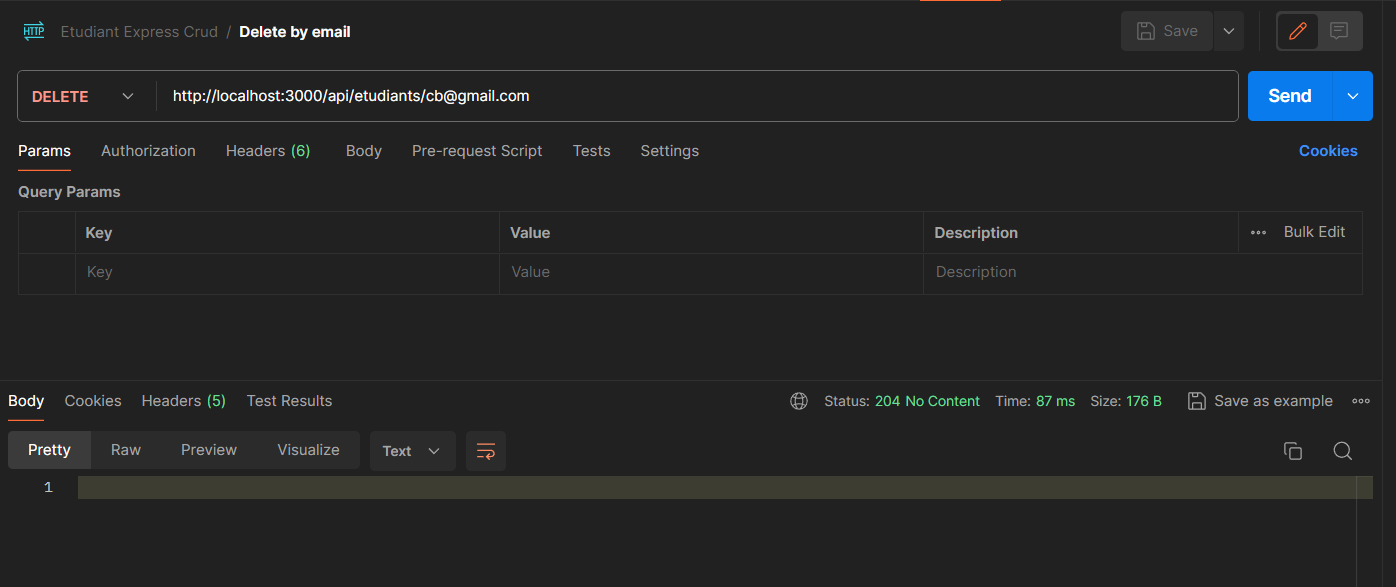 HTTP Etudiant Express Crud / Delete by email Save
DELETE http://localhost:3000/api/etudiants/cb@gmail.com Send
Params Authorization Headers (6) Body Pre-request Script Tests Settings Cookies
Query Params
Key Value Description Bulk Edit
Key Value Description
Body Cookies Headers (5) Test Results Status: 204 No Content Time: 87 ms Size: 176 B Save as example
Pretty Raw Preview Visualize Text
1